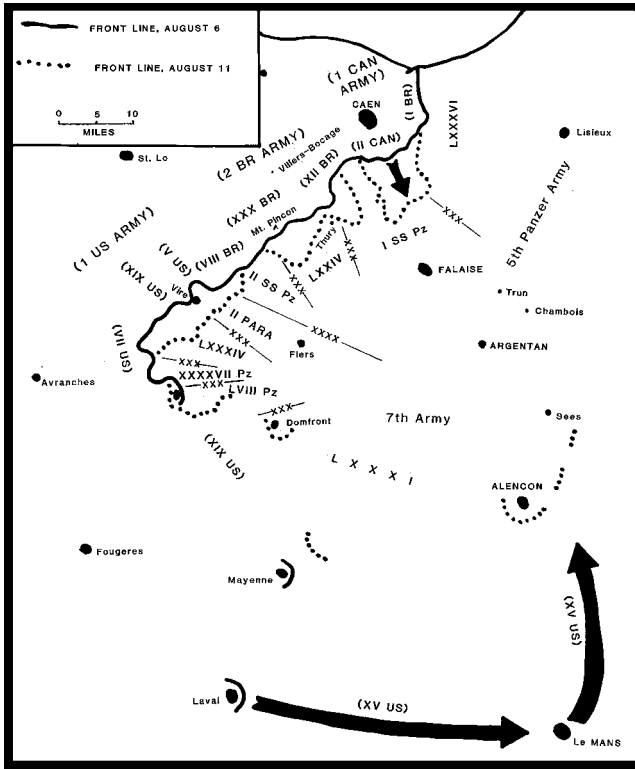 FRONT LINE, AUGUST 6
FRONT LINE, AUGUST 11
0 10
MILES
(1 CAN
ARMY)
CAEN
(I BR)
LXXXVI
Lisieux
St. Lo
(2 BR ARMY)
Villers-Bocage
(XII BR)
(II CAN)
(XXX BR)
Mt. Pincon
(VIII BR)
Thury
XXX
LXXIV
XXX
I SS Pz
XXX
5th Panzer Army
(1 US ARMY)
(V US)
(XIX US)
Vire
II SS Pz
FALAISE
Trun
Chambois
ARGENTAN
II PARA
XXXX
XXX
Flers
(VII US)
LXXXIV
XXX
XXXXVII Pz
XXX
LVIII Pz
Avranches
XXX
Domfront
7th Army
Sees
(XIX US)
L X X X I
ALENCON
Fougeres
Mayenne
(XV US)
Laval
(XV US)
Le MANS